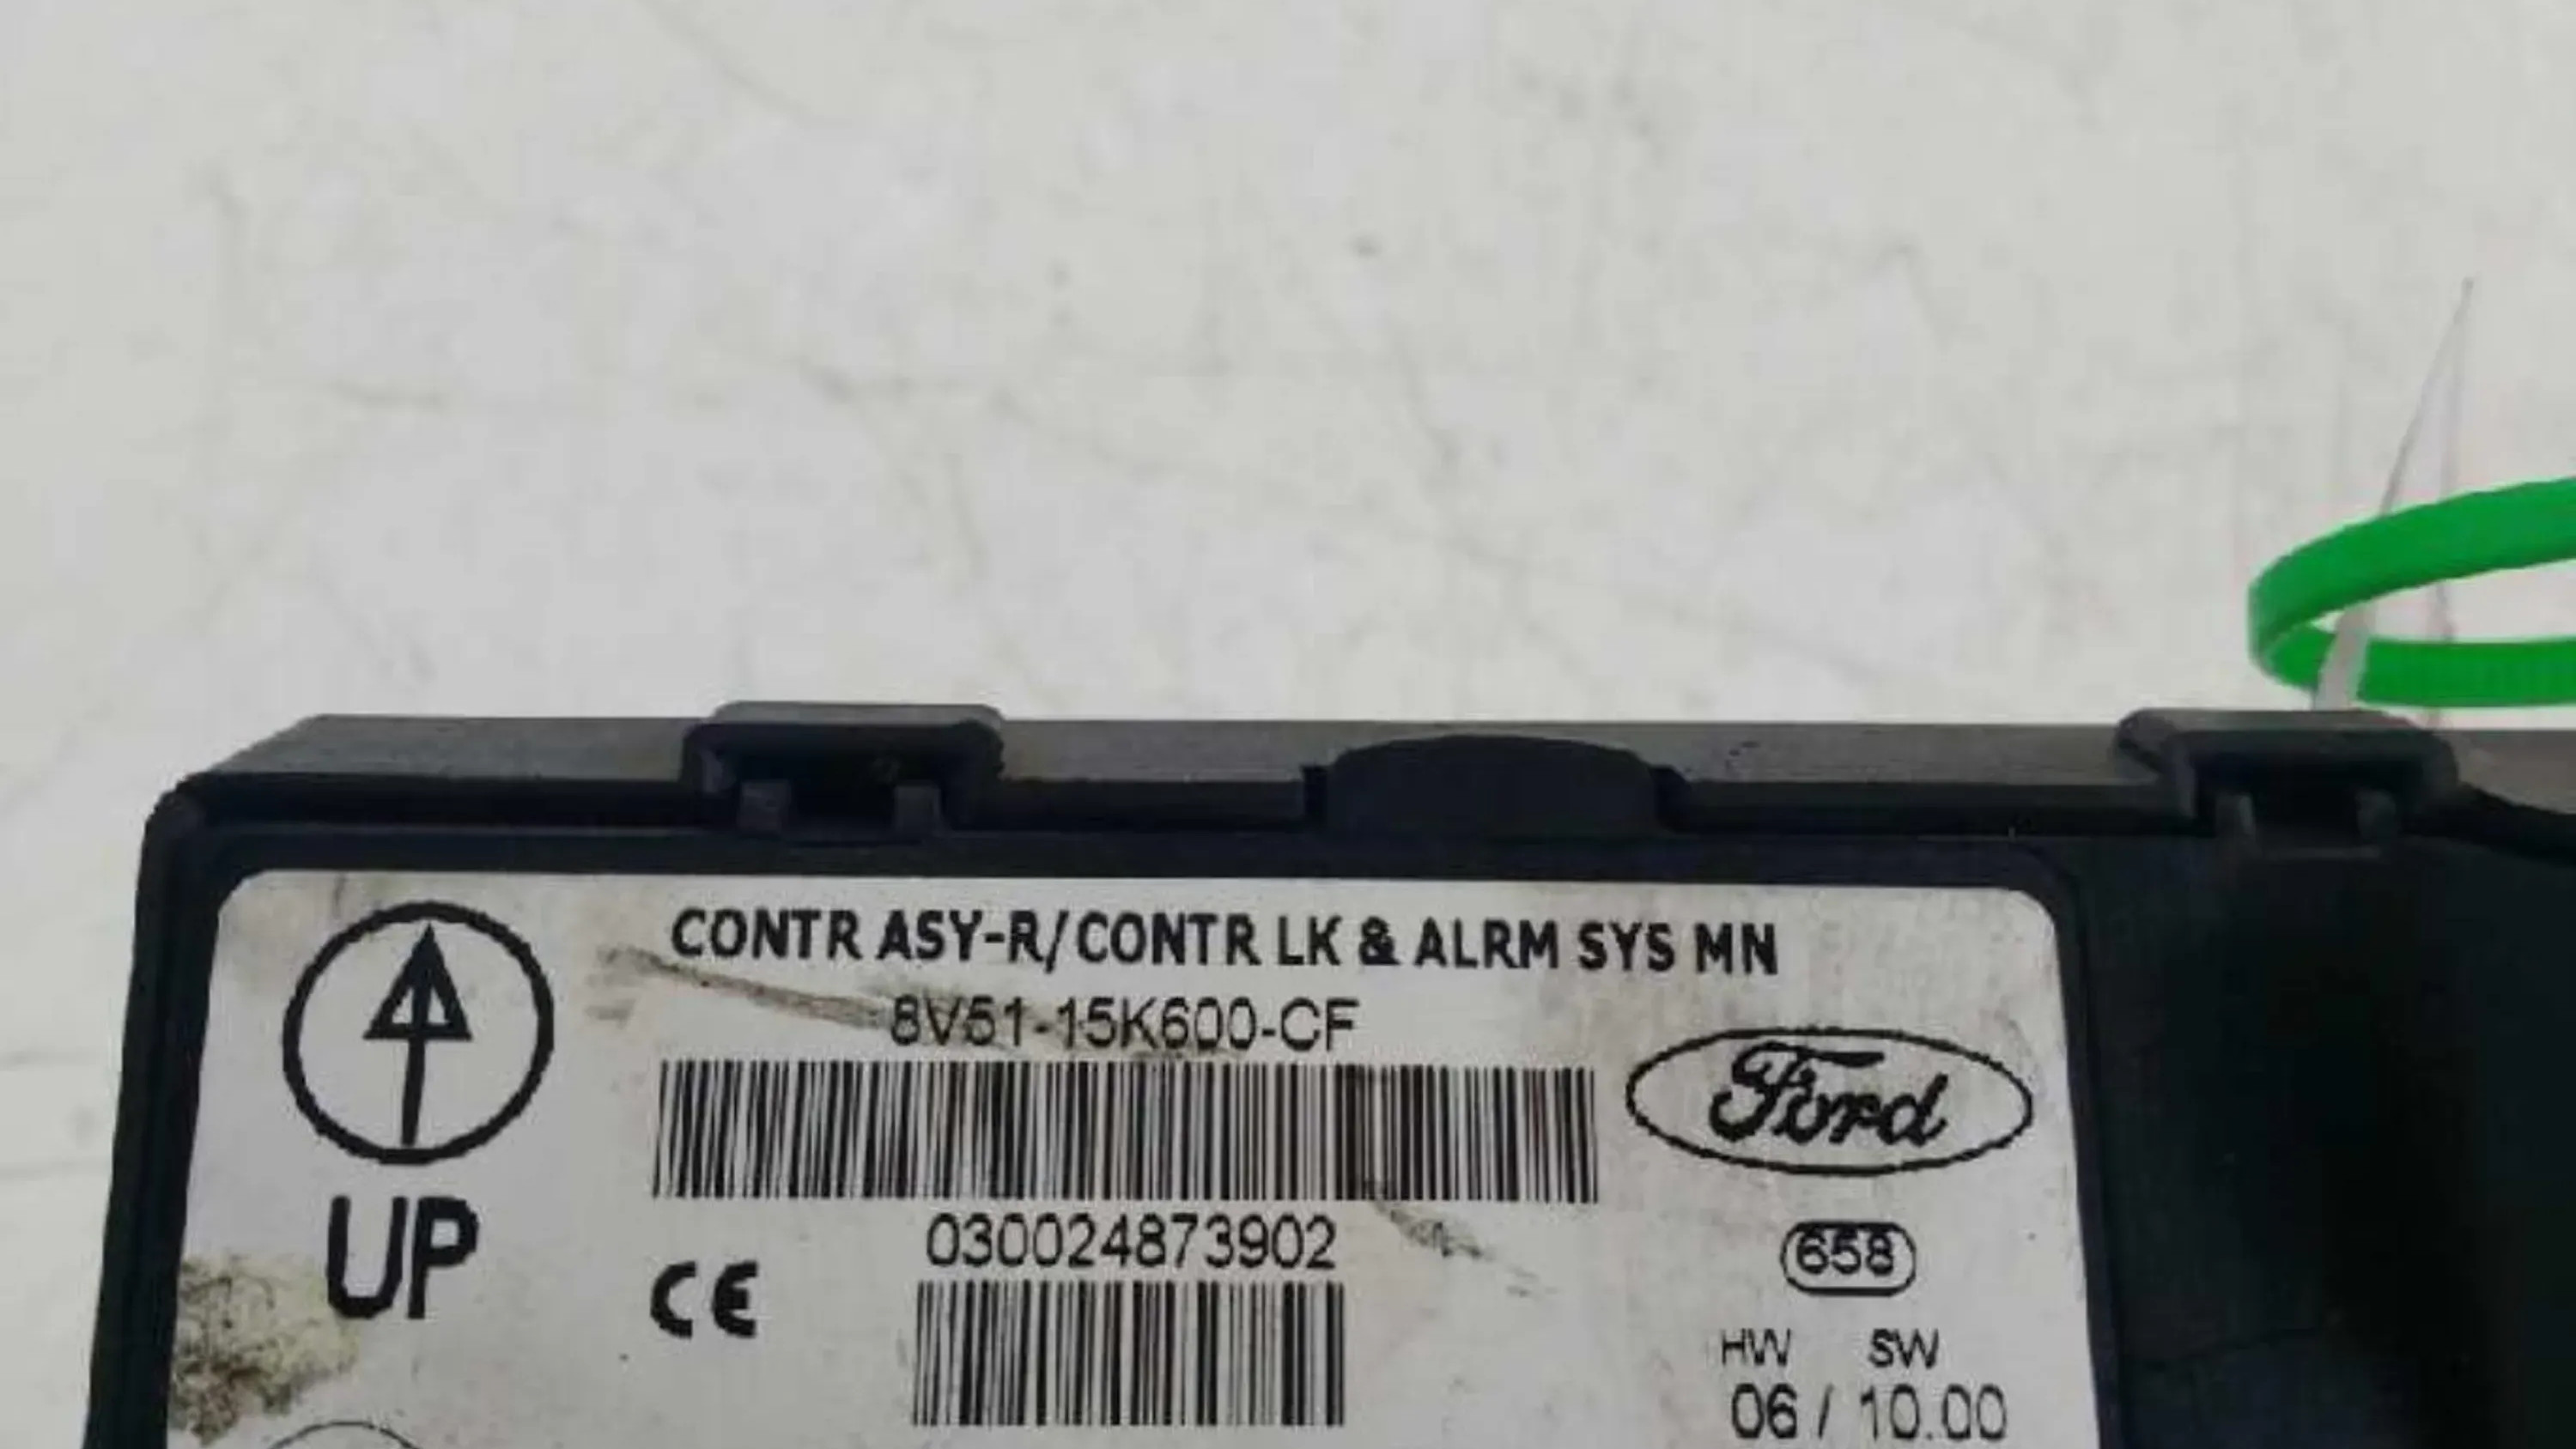 CONTR ASY-R/CONTR LK & ALRM SYS MN
8V51-15K600-CF
Ford
UP
030024873902
CE
658
HW SW
06 / 10.00